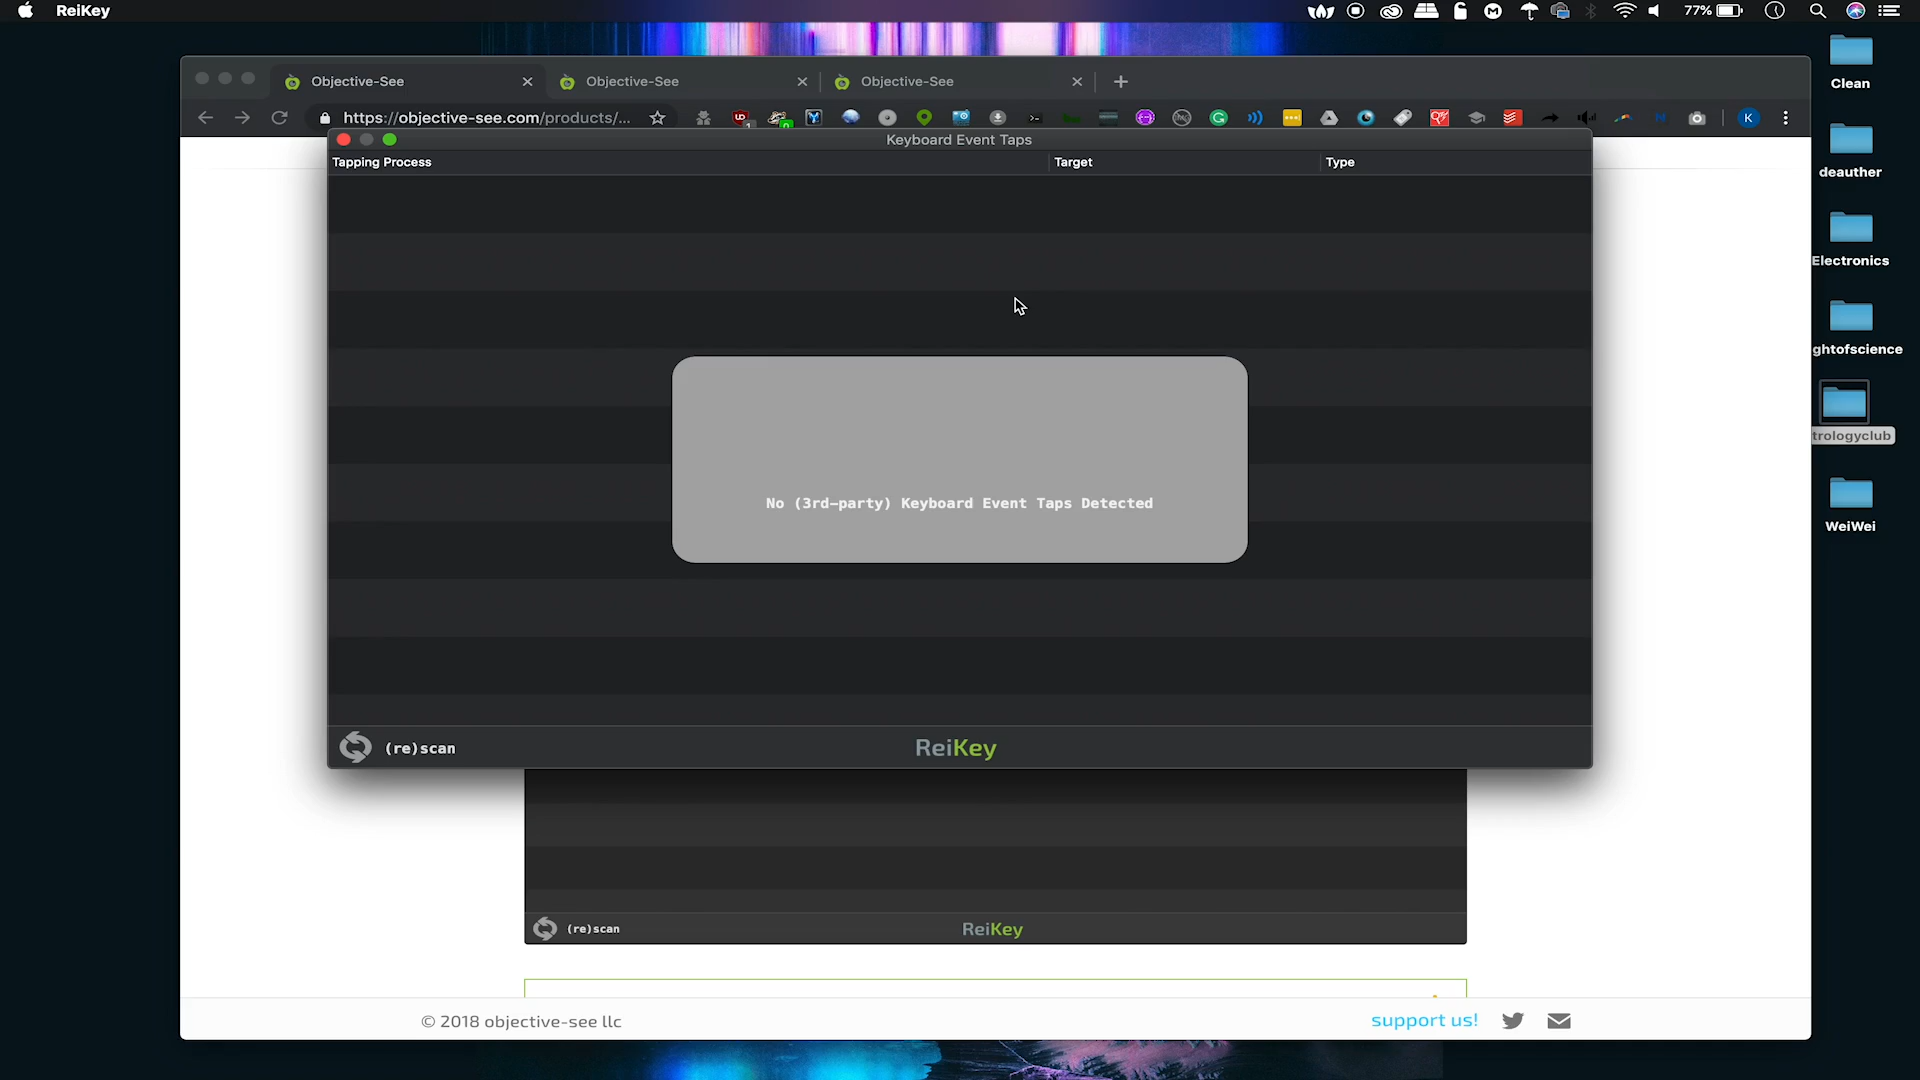 ReiKey
77%
Objective-See
Objective-See
Objective-See
https://objective-see.com/products/...
K
Keyboard Event Taps
Tapping Process
Target
Type
No (3rd-party) Keyboard Event Taps Detected
(re)scan
ReiKey
(re)scan
ReiKey
© 2018 objective-see llc
support us!
Clean
deauther
Electronics
ghtofscience
trologyclub
WeiWei